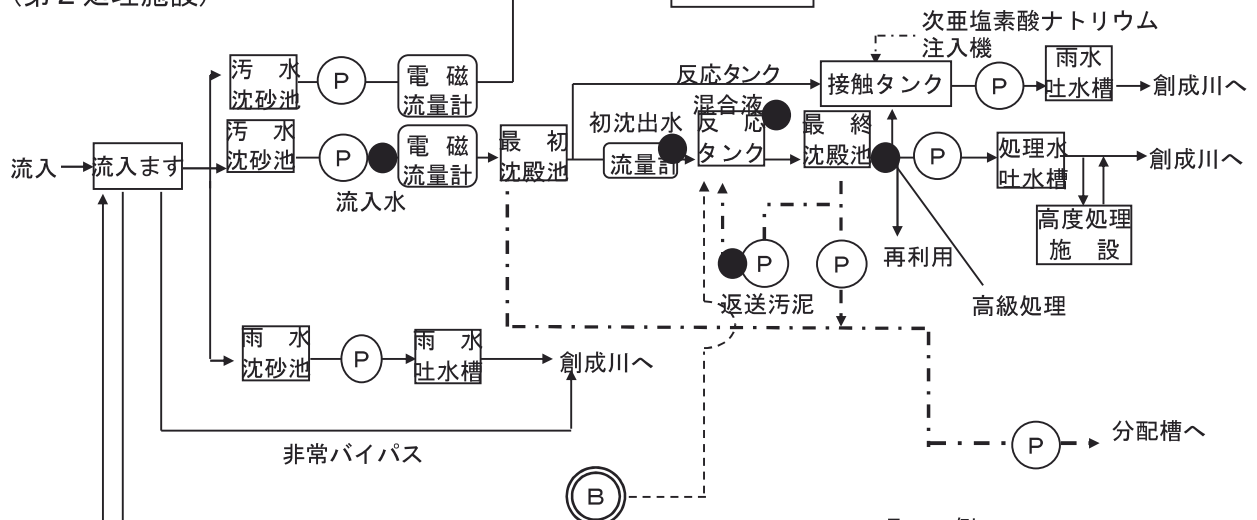 （第2処理施設）
次亜塩素酸ナトリウム
注入機
汚　水
沈砂池
P
電　磁
流量計
反応タンク
混合液
接触タンク
P
雨水
吐水槽
創成川へ
流入
流入ます
汚　水
沈砂池
P
電　磁
流量計
流入水
最　初
沈殿池
初沈出水
流量計
反　応
タンク
最　終
沈殿池
P
処理水
吐水槽
創成川へ
高度処理
施　設
P
P
返送汚泥
再利用
高級処理
雨　水
沈砂池
P
雨　水
吐水槽
創成川へ
非常バイパス
P
分配槽へ
B